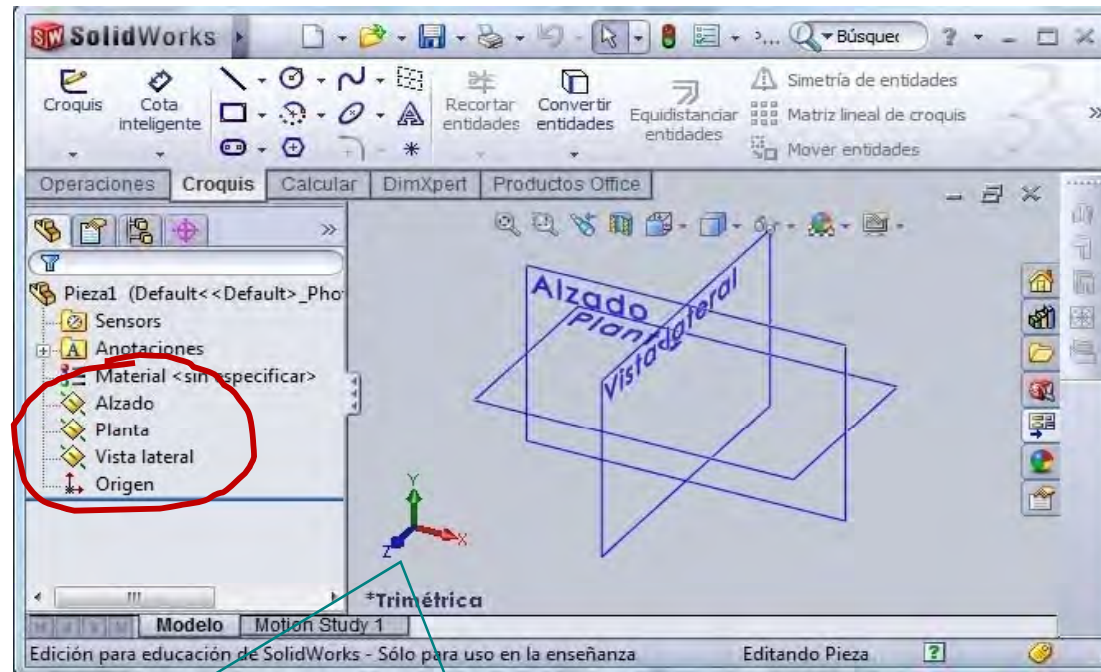 SW SolidWorks
Búsquec
?
Croquis
Cota inteligente
Recortar entidades
Convertir entidades
Equidistanciar entidades
Simetría de entidades
Matriz lineal de croquis
Mover entidades
Operaciones Croquis Calcular DimXpert Productos Office
Pieza1 (Default<<Default>_Pho
Sensors
A Anotaciones
Material <sin especificar>
Alzado
Planta
Vista lateral
Origen
Alzado
Planta
Vista lateral
Y
X
Z
*Trimétrica
Modelo Motion Study 1
Edición para educación de SolidWorks - Sólo para uso en la enseñanza Editando Pieza ?